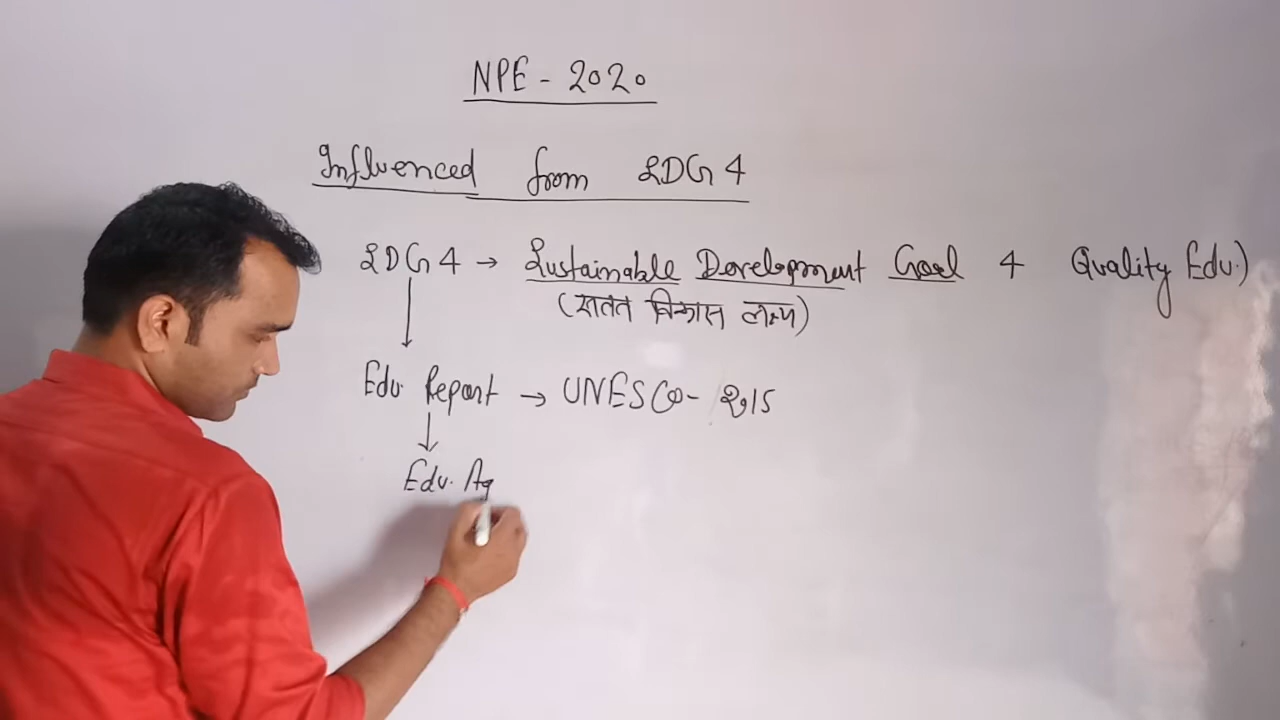 NPE - 2020
Influenced from SDG 4
SDG 4 → Sustainable Development Goal 4 Quality Edu.)
(सतत विकास लक्ष्य)
Edu. Report → UNESCO - 2015
Edu. Ag